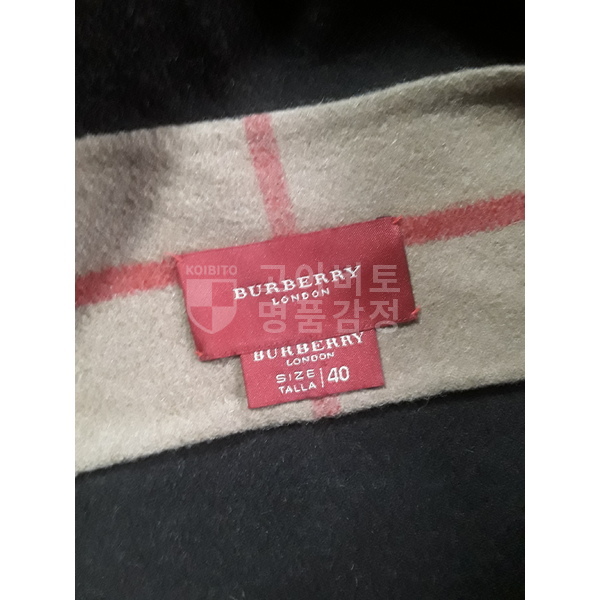 BURBERRY
LONDON
BURBERRY
LONDON
SIZE
TALLA
40
KOIBITO
고이비토
명품감정